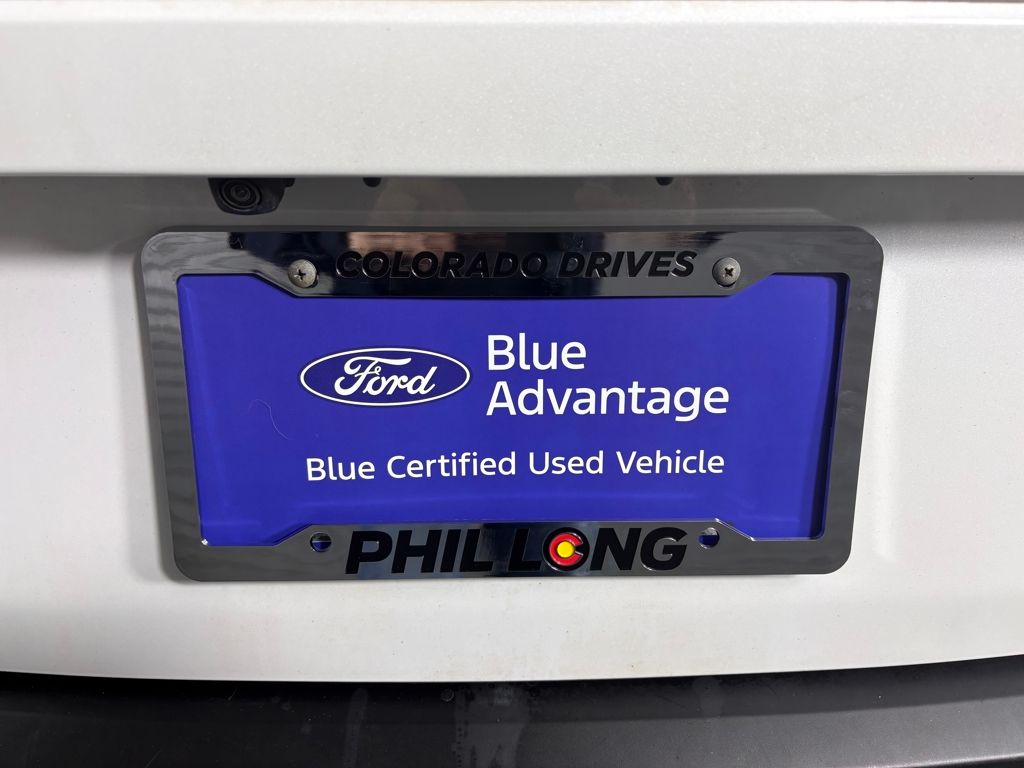 COLORADO DRIVES
Ford
Blue
Advantage
Blue Certified Used Vehicle
PHIL LONG